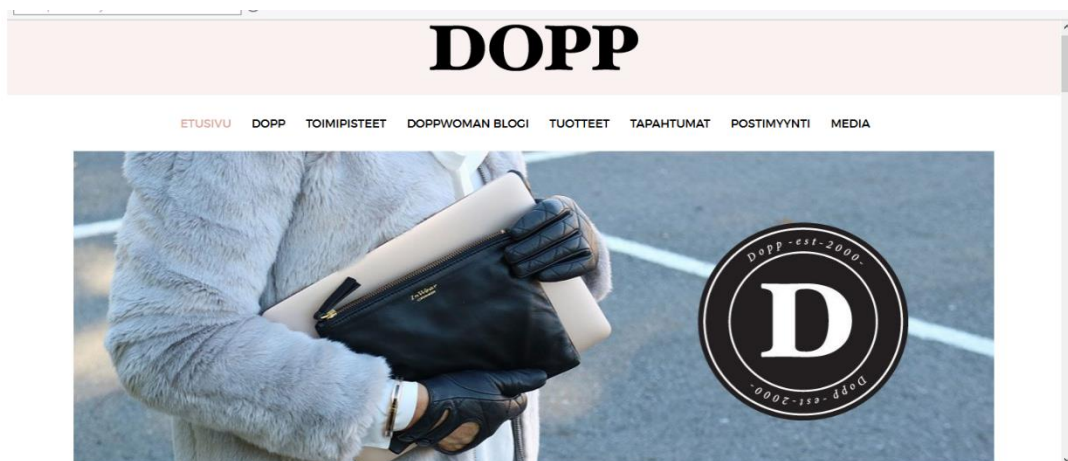 DOPP
ETUSIVU DOPP TOIMIPISTEET DOPPWOMAN BLOGI TUOTTEET TAPAHTUMAT POSTIMYYNTI MEDIA
Dopp -est-2000-
D
Dopp -est-2000-